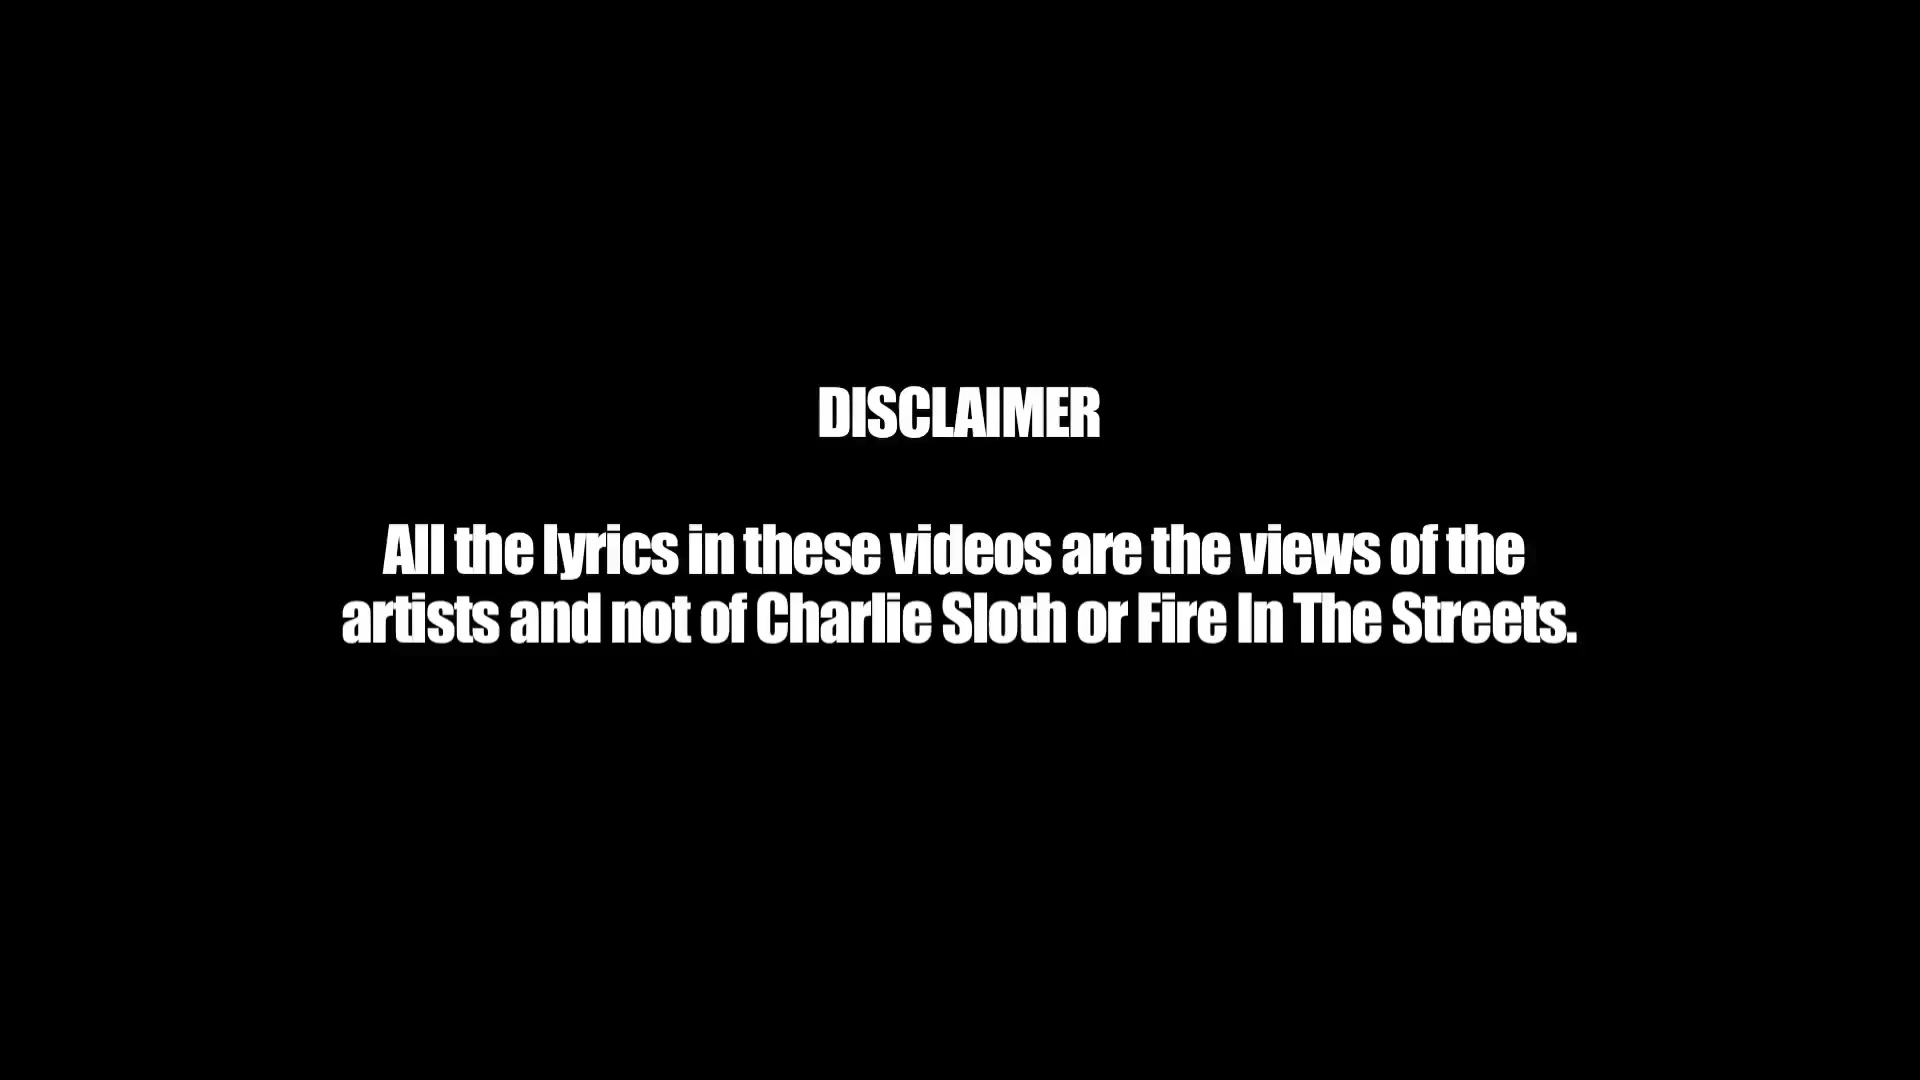 DISCLAIMER
All the lyrics in these videos are the views of the
artists and not of Charlie Sloth or Fire In The Streets.